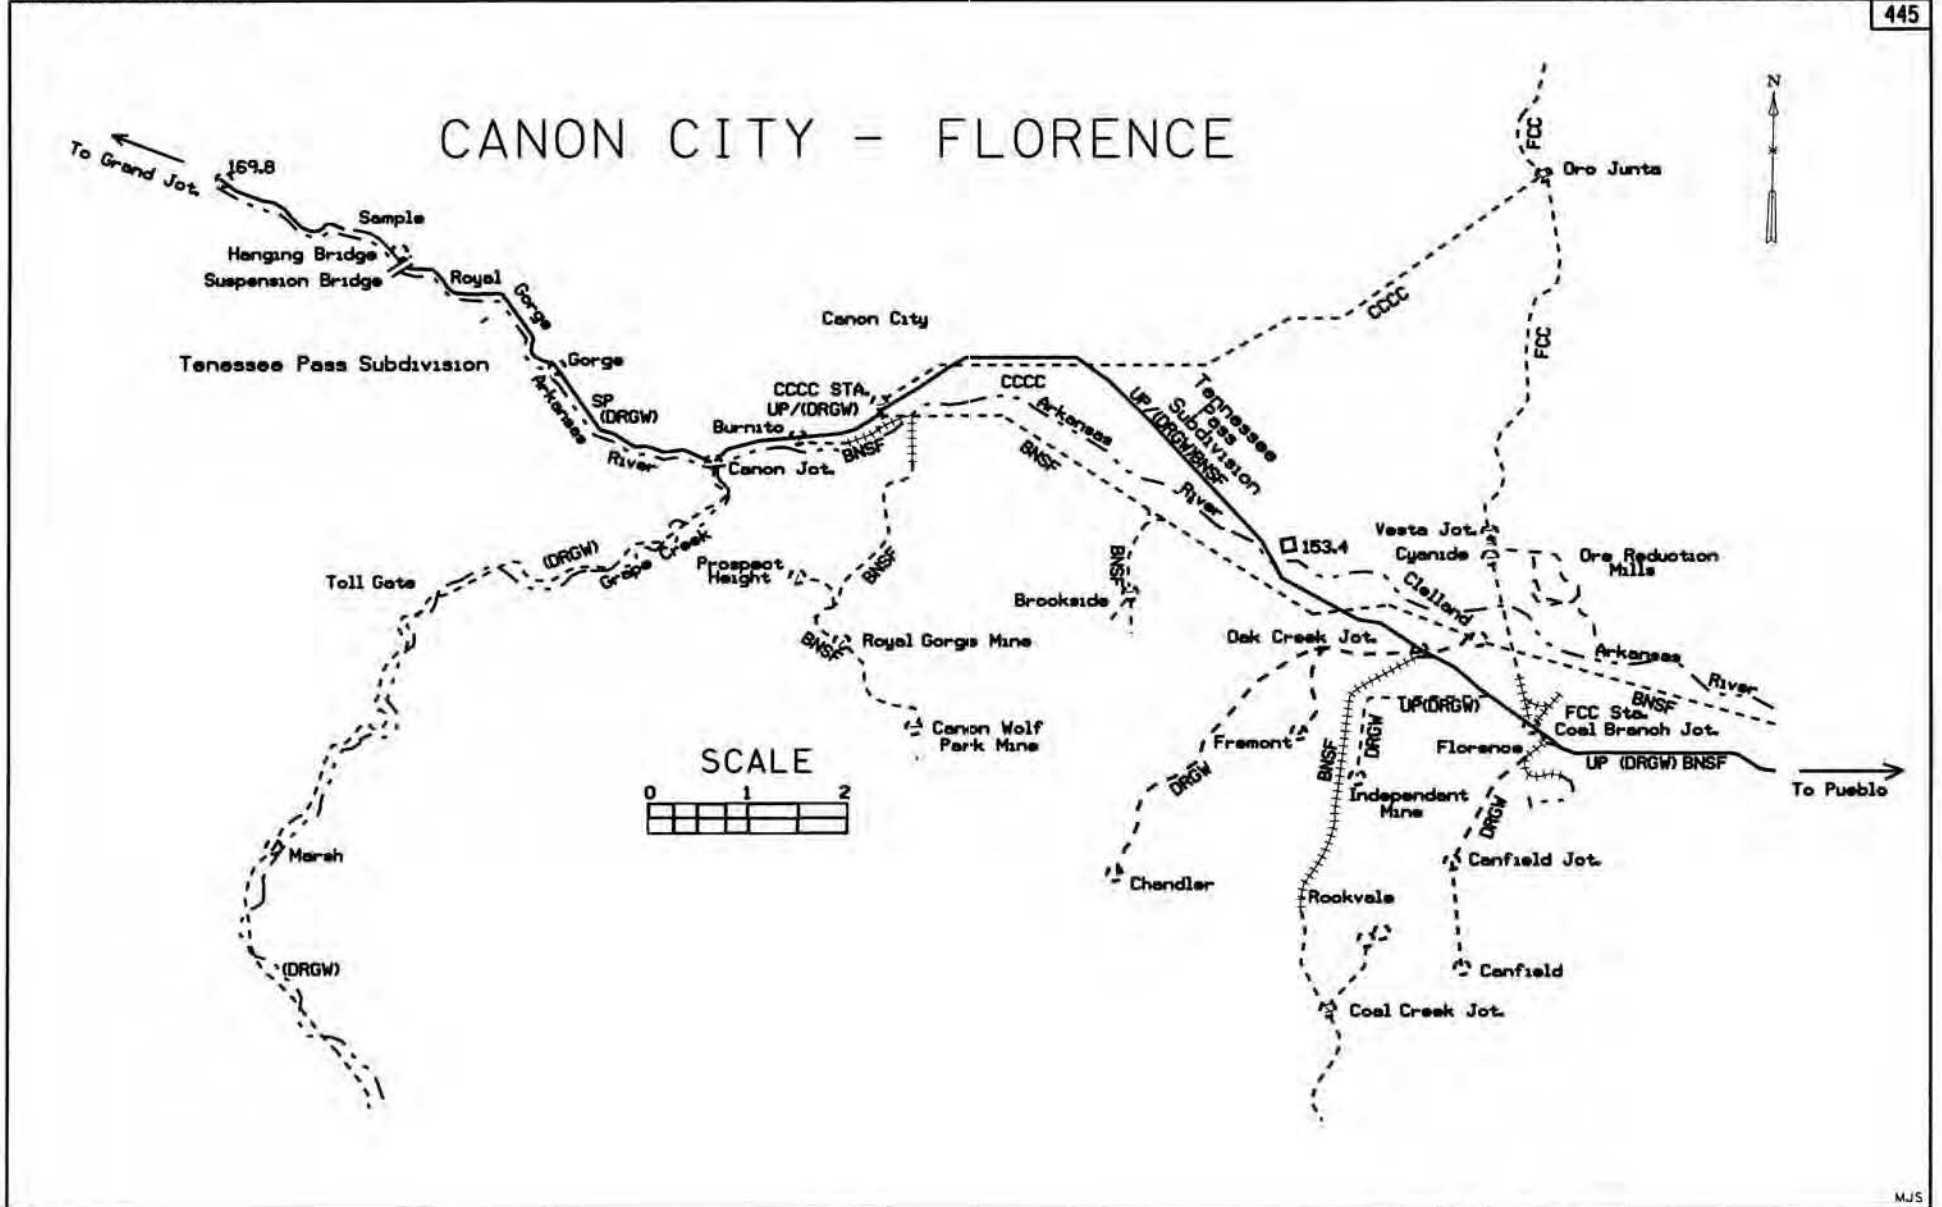 445
CANON CITY - FLORENCE
N
To Grand Jct.
169.8
Sample
Hanging Bridge
Suspension Bridge
Royal
Gorge
Tenessee Pass Subdivision
Gorge
SP
(DRGW)
Arkansas
River
Canon City
CCCC STA.
UP/(DRGW)
Burnito
Canon Jct.
BNSF
CCCC
Arkansas
River
BNSF
UP/(DRGW)BNSF
Tennessee
Pass
Subdivision
CCCC
FCC
Oro Junta
FCC
Toll Gate
(DRGW)
Grape
Creek
Prospect
Height
BNSF
BNSF
Royal Gorgis Mine
Canon Wolf
Park Mine
BNSF
Brookside
153.4
Vesta Jct.
Cyanide
Ore Reduction
Mills
Clelland
Oak Creek Jct.
Arkansas
River
BNSF
UP(DRGW)
FCC Sta.
Coal Branch Jct.
Florence
UP (DRGW) BNSF
To Pueblo
Fremont
DRGW
BNSF
DRGW
Independant
Mine
DRGW
SCALE
0 1 2
Marsh
Chandler
Canfield Jct.
Rockvale
(DRGW)
Canfield
Coal Creek Jct.
MJS